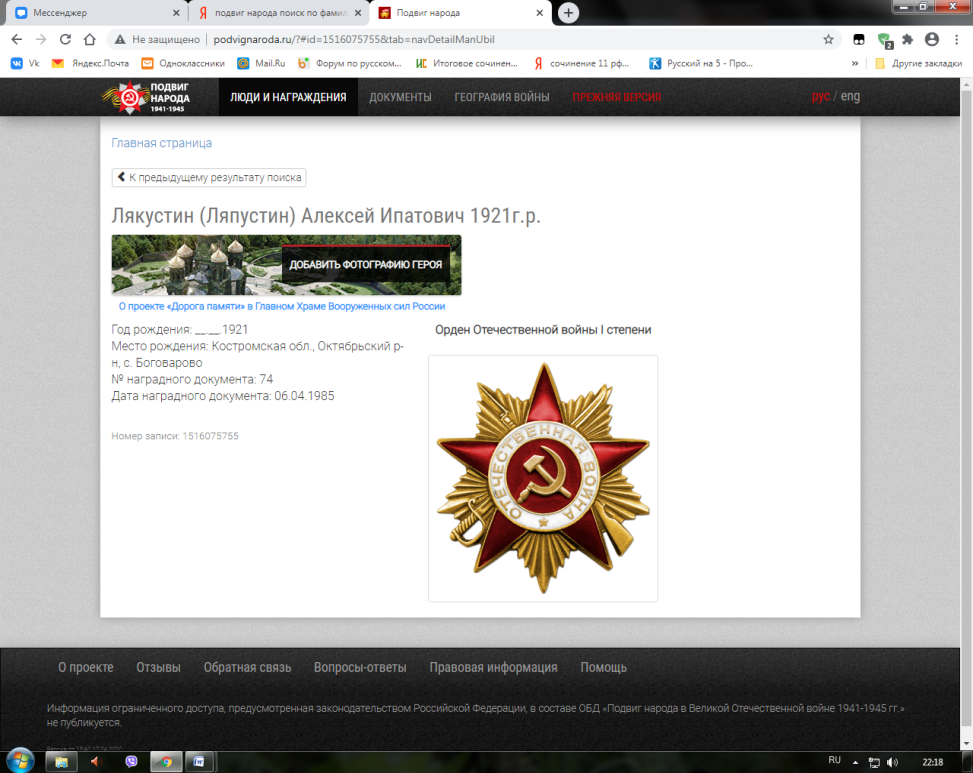 Мессенджер
подвиг народа поиск по фамил
Подвиг народа
Не защищено | podvignaroda.ru/?#id=1516075755&tab=navDetailManUbil
Vk
Яндекс.Почта
Одноклассники
Mail.Ru
Форум по русском...
Итоговое сочинен...
сочинение 11 рф...
Русский на 5 - Про...
»
Другие закладки
ПОДВИГ
НАРОДА
1941-1945
ЛЮДИ И НАГРАЖДЕНИЯ
ДОКУМЕНТЫ
ГЕОГРАФИЯ ВОЙНЫ
ПРЕЖНЯЯ ВЕРСИЯ
рус / eng
Главная страница
К предыдущему результату поиска
Лякустин (Ляпустин) Алексей Ипатович 1921г.р.
ДОБАВИТЬ ФОТОГРАФИЮ ГЕРОЯ
О проекте «Дорога памяти» в Главном Храме Вооруженных сил России
Год рождения: __.__.1921
Место рождения: Костромская обл., Октябрьский р-
н, с. Боговарово
№ наградного документа: 74
Дата наградного документа: 06.04.1985
Номер записи: 1516075755
Орден Отечественной войны I степени
ОТЕЧЕСТВЕННАЯ ВОЙНА
О проекте
Отзывы
Обратная связь
Вопросы-ответы
Правовая информация
Помощь
Информация ограниченного доступа, предусмотренная законодательством Российской Федерации, в составе ОБД «Подвиг народа в Великой Отечественной войне 1941-1945 гг.»
не публикуется.
RU
22:18